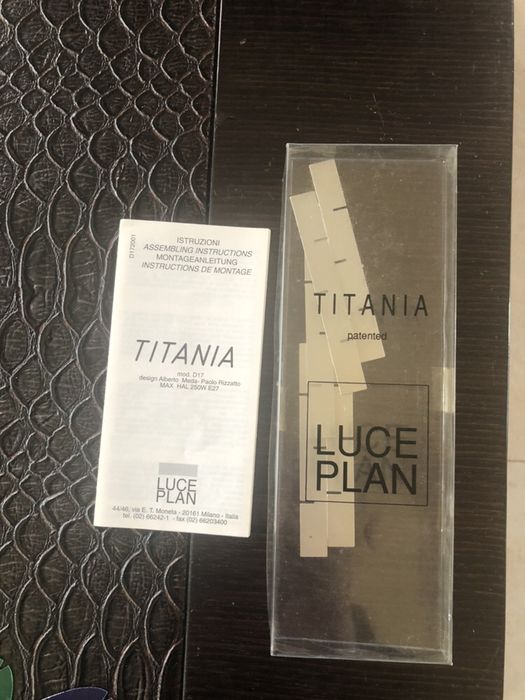 D172001
ISTRUZIONI
ASSEMBLING INSTRUCTIONS
MONTAGEANLEITUNG
INSTRUCTIONS DE MONTAGE
TITANIA
mod. D17
design Alberto Meda- Paolo Rizzatto
MAX HAL 250W E27
LUCE
PLAN
44/46, via E. T. Moneta - 20161 Milano - Italia
tel. (02) 66242-1 - fax (02) 66203400
TITANIA
patented
LUCE
PLAN